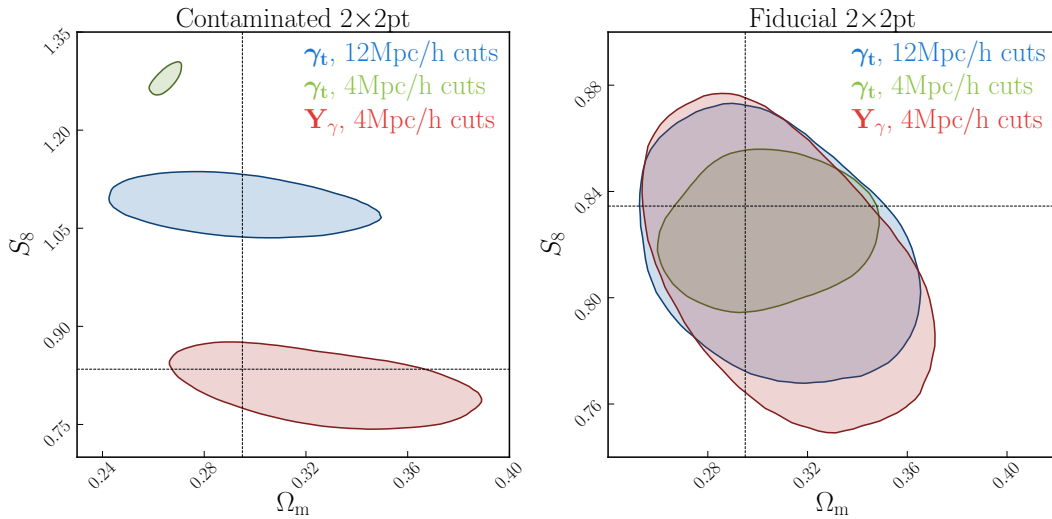 Contaminated 2×2pt
γt, 12Mpc/h cuts
γt, 4Mpc/h cuts
Yγ, 4Mpc/h cuts
1.35
1.20
1.05
0.90
0.75
S8
0.24
0.28
0.32
0.36
0.40
Ωm
Fiducial 2×2pt
γt, 12Mpc/h cuts
γt, 4Mpc/h cuts
Yγ, 4Mpc/h cuts
0.88
0.84
0.80
0.76
S8
0.28
0.32
0.36
0.40
Ωm